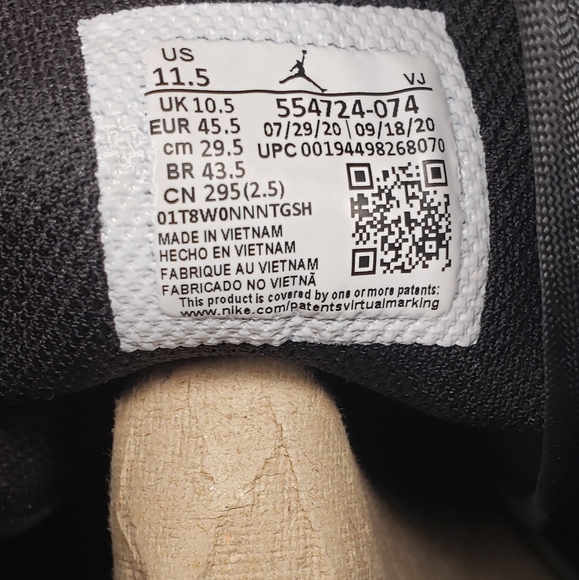 US
11.5 VJ
UK 10.5 554724-074
EUR 45.5 07/29/20 | 09/18/20
cm 29.5 UPC 00194498268070
BR 43.5
CN 295(2.5)
01T8W0NNNTGSH
MADE IN VIETNAM
HECHO EN VIETNAM
FABRIQUE AU VIETNAM
FABRICADO NO VIETNÃ
This product is covered by one or more patents:
www.nike.com/patentsvirtualmarking